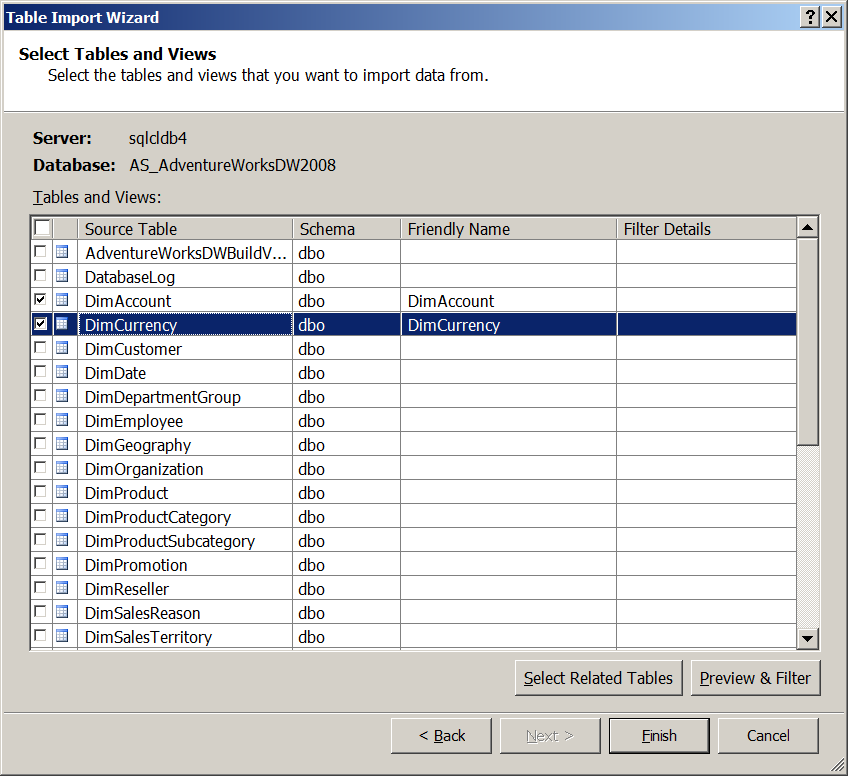 Table Import Wizard
Select Tables and Views
Select the tables and views that you want to import data from.
Server: sqlcldb4
Database: AS_AdventureWorksDW2008
Tables and Views:
Source Table Schema Friendly Name Filter Details
AdventureWorksDWBuildV... dbo
DatabaseLog dbo
DimAccount dbo DimAccount
DimCurrency dbo DimCurrency
DimCustomer dbo
DimDate dbo
DimDepartmentGroup dbo
DimEmployee dbo
DimGeography dbo
DimOrganization dbo
DimProduct dbo
DimProductCategory dbo
DimProductSubcategory dbo
DimPromotion dbo
DimReseller dbo
DimSalesReason dbo
DimSalesTerritory dbo
Select Related Tables Preview & Filter
< Back Next > Finish Cancel